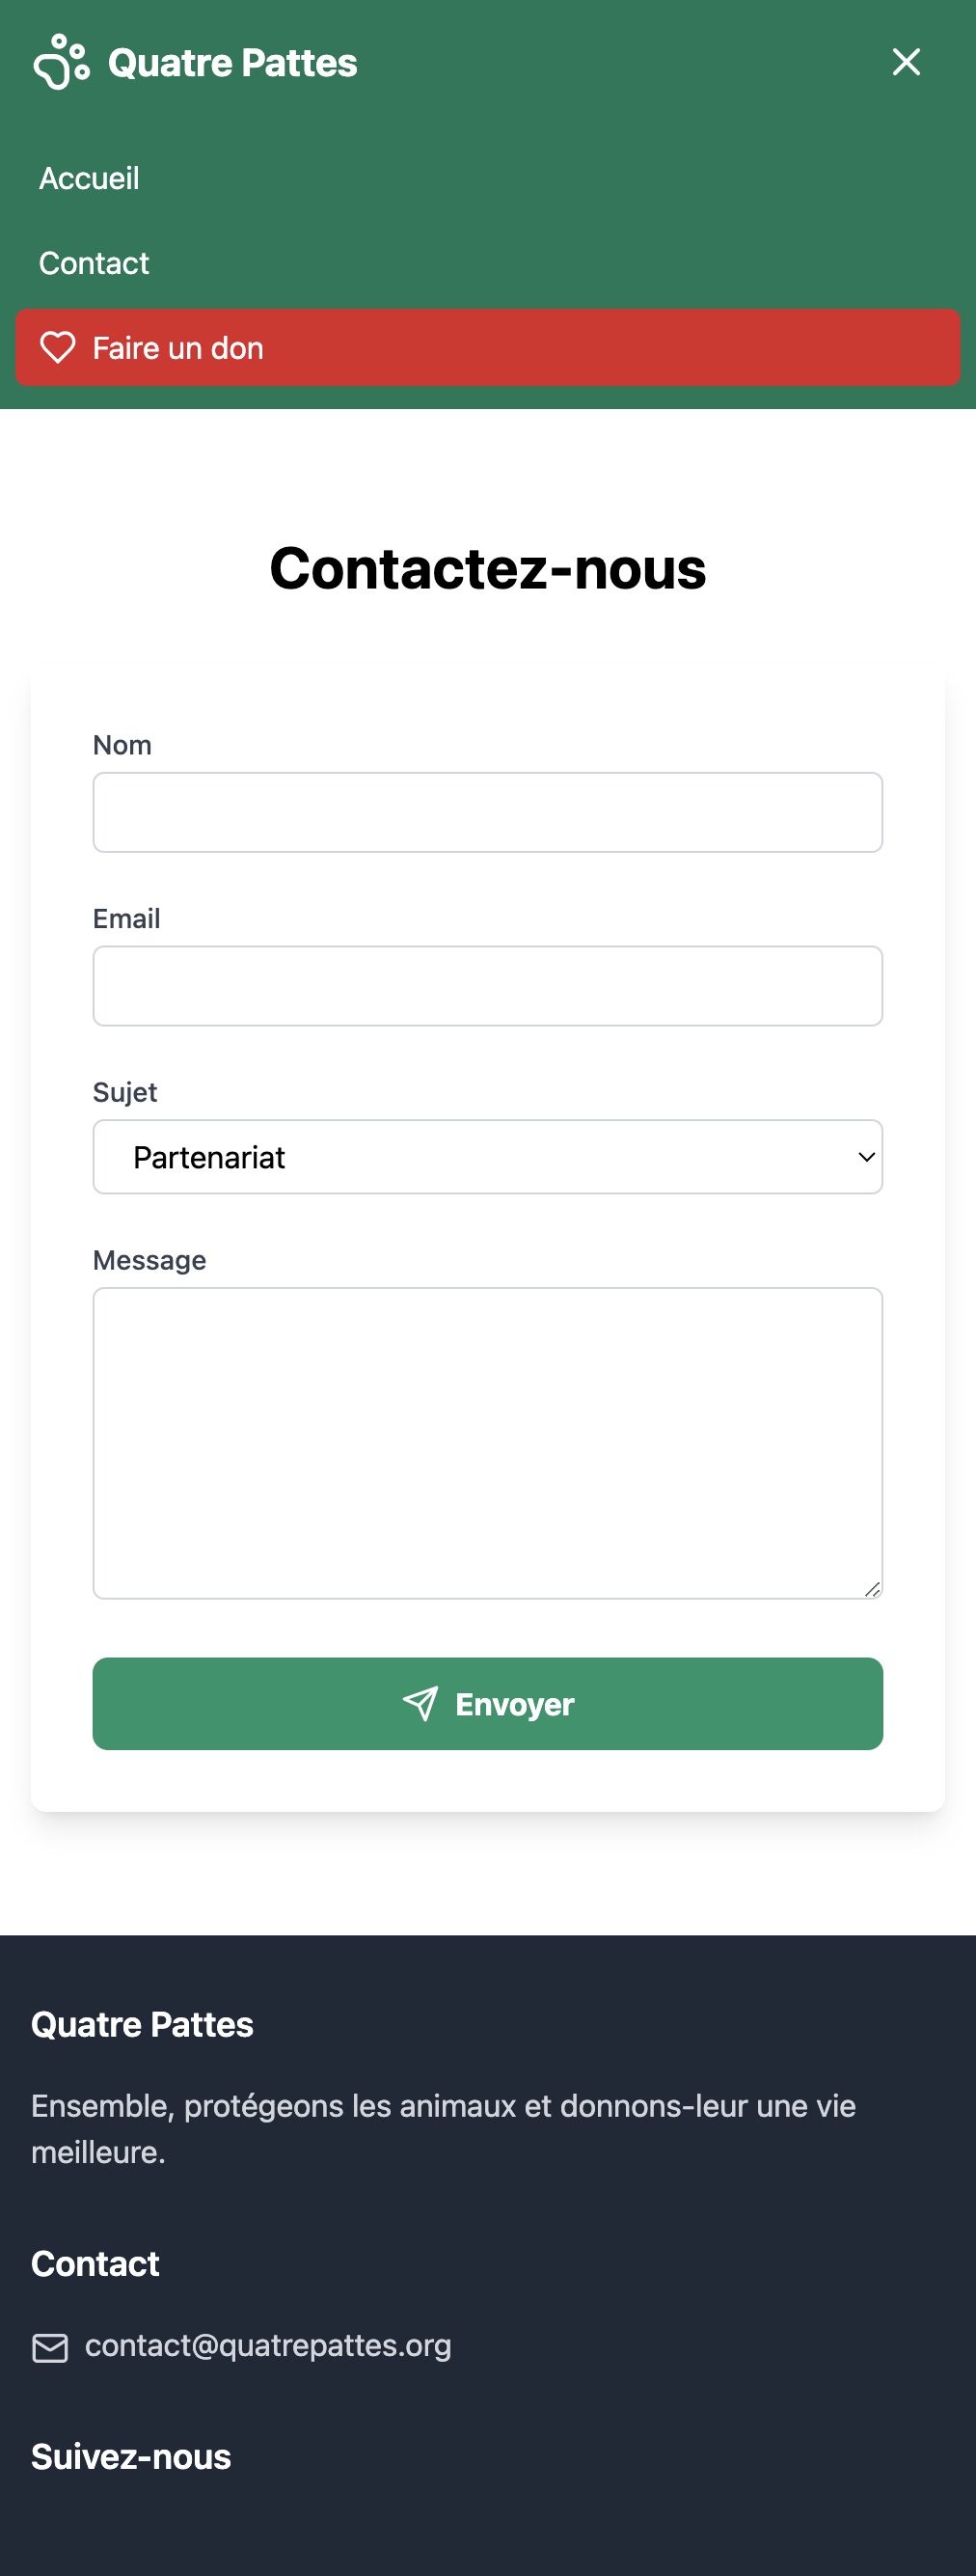 Quatre Pattes
Accueil
Contact
Faire un don
Contactez-nous
Nom
Email
Sujet
Partenariat
Message
Envoyer
Quatre Pattes
Ensemble, protégeons les animaux et donnons-leur une vie
meilleure.
Contact
contact@quatrepattes.org
Suivez-nous